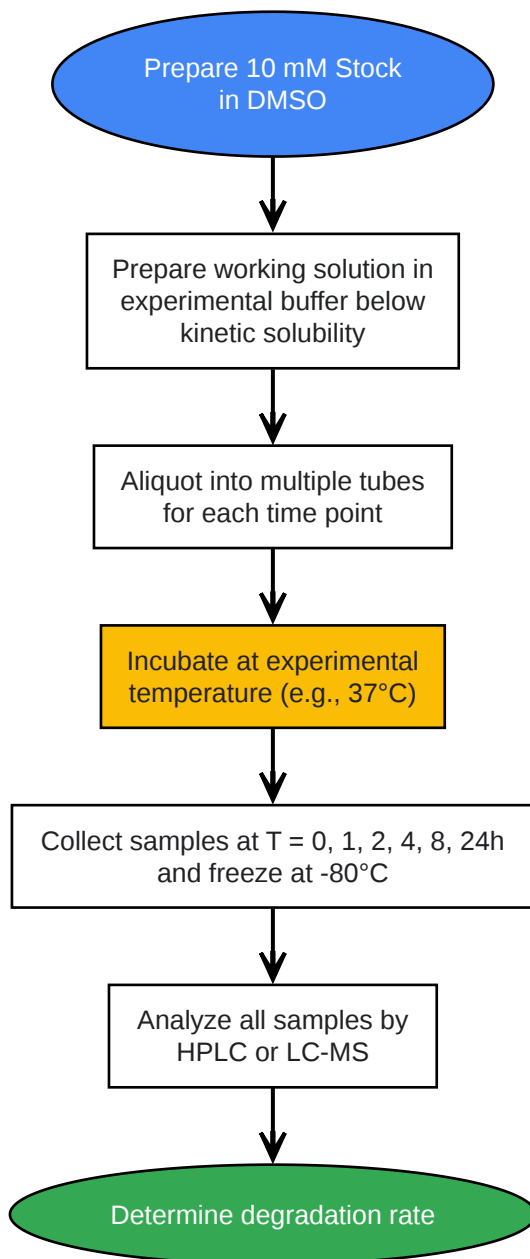 Prepare 10 mM Stock
in DMSO
Prepare working solution in
experimental buffer below
kinetic solubility
Aliquot into multiple tubes
for each time point
Incubate at experimental
temperature (e.g., 37°C)
Collect samples at T = 0, 1, 2, 4, 8, 24h
and freeze at -80°C
Analyze all samples by
HPLC or LC-MS
Determine degradation rate